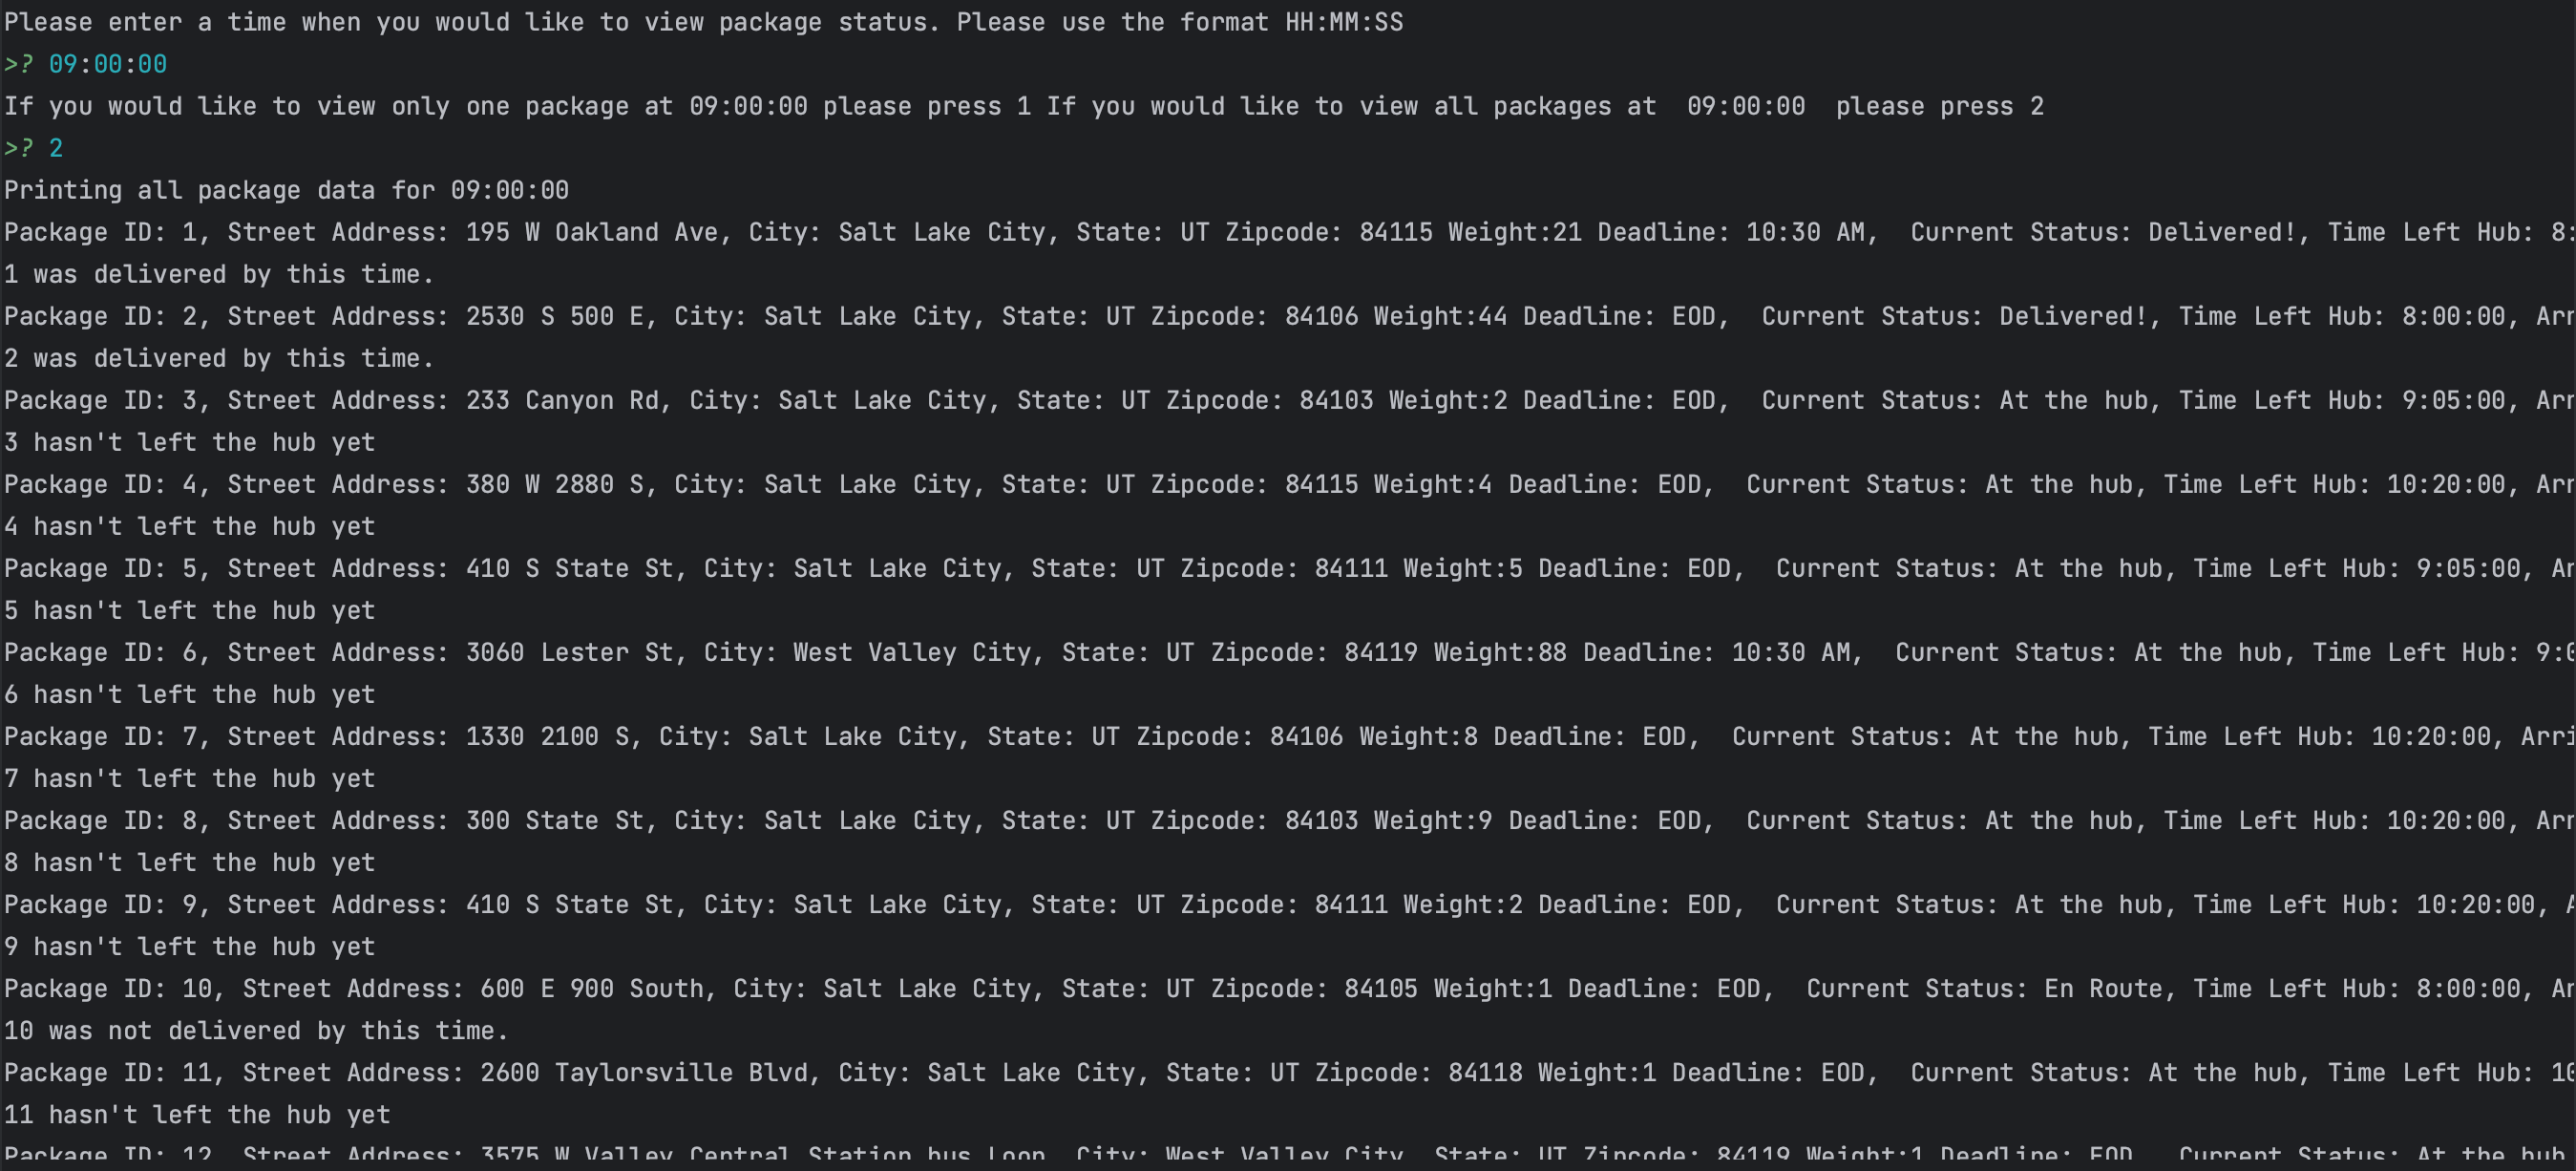 Please enter a time when you would like to view package status. Please use the format HH:MM:SS
>? 09:00:00
If you would like to view only one package at 09:00:00 please press 1 If you would like to view all packages at  09:00:00  please press 2
>? 2
Printing all package data for 09:00:00
Package ID: 1, Street Address: 195 W Oakland Ave, City: Salt Lake City, State: UT Zipcode: 84115 Weight:21 Deadline: 10:30 AM,  Current Status: Delivered!, Time Left Hub: 8:
1 was delivered by this time.
Package ID: 2, Street Address: 2530 S 500 E, City: Salt Lake City, State: UT Zipcode: 84106 Weight:44 Deadline: EOD,  Current Status: Delivered!, Time Left Hub: 8:00:00, Arr
2 was delivered by this time.
Package ID: 3, Street Address: 233 Canyon Rd, City: Salt Lake City, State: UT Zipcode: 84103 Weight:2 Deadline: EOD,  Current Status: At the hub, Time Left Hub: 9:05:00, Arr
3 hasn't left the hub yet
Package ID: 4, Street Address: 380 W 2880 S, City: Salt Lake City, State: UT Zipcode: 84115 Weight:4 Deadline: EOD,  Current Status: At the hub, Time Left Hub: 10:20:00, Arr
4 hasn't left the hub yet
Package ID: 5, Street Address: 410 S State St, City: Salt Lake City, State: UT Zipcode: 84111 Weight:5 Deadline: EOD,  Current Status: At the hub, Time Left Hub: 9:05:00, Ar
5 hasn't left the hub yet
Package ID: 6, Street Address: 3060 Lester St, City: West Valley City, State: UT Zipcode: 84119 Weight:88 Deadline: 10:30 AM,  Current Status: At the hub, Time Left Hub: 9:0
6 hasn't left the hub yet
Package ID: 7, Street Address: 1330 2100 S, City: Salt Lake City, State: UT Zipcode: 84106 Weight:8 Deadline: EOD,  Current Status: At the hub, Time Left Hub: 10:20:00, Arri
7 hasn't left the hub yet
Package ID: 8, Street Address: 300 State St, City: Salt Lake City, State: UT Zipcode: 84103 Weight:9 Deadline: EOD,  Current Status: At the hub, Time Left Hub: 10:20:00, Arr
8 hasn't left the hub yet
Package ID: 9, Street Address: 410 S State St, City: Salt Lake City, State: UT Zipcode: 84111 Weight:2 Deadline: EOD,  Current Status: At the hub, Time Left Hub: 10:20:00, A
9 hasn't left the hub yet
Package ID: 10, Street Address: 600 E 900 South, City: Salt Lake City, State: UT Zipcode: 84105 Weight:1 Deadline: EOD,  Current Status: En Route, Time Left Hub: 8:00:00, Ar
10 was not delivered by this time.
Package ID: 11, Street Address: 2600 Taylorsville Blvd, City: Salt Lake City, State: UT Zipcode: 84118 Weight:1 Deadline: EOD,  Current Status: At the hub, Time Left Hub: 10
11 hasn't left the hub yet
Package ID: 12, Street Address: 3575 W Valley Central Station bus Loop, City: West Valley City, State: UT Zipcode: 84119 Weight:1 Deadline: EOD,  Current Status: At the hub,